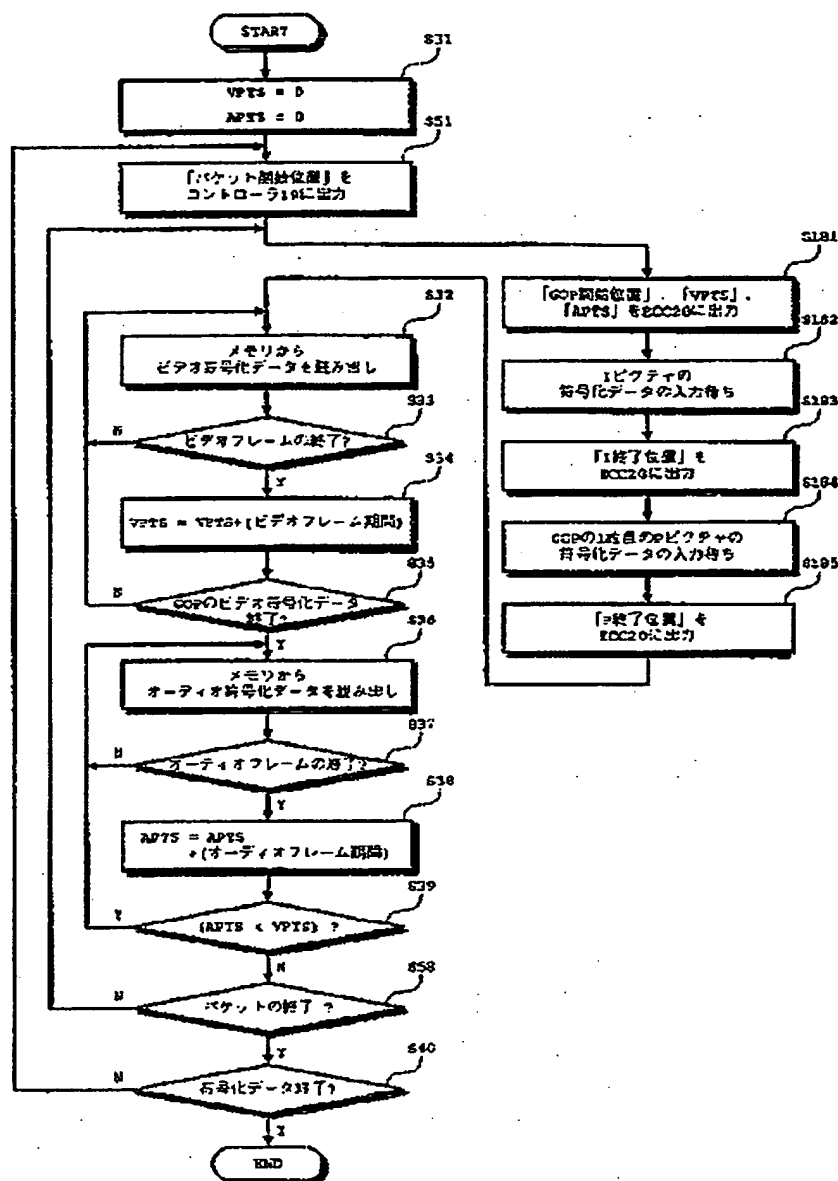 START
S31
VPTS = 0
APTS = 0
S51
「パケット開始位置」を
コントローラ19に出力
S181
「GOP開始位置」、「VPTS」、
「APTS」をECC20に出力
S182
Iピクティの
符号化データの入力待ち
S183
「I終了位置」を
ECC20に出力
S184
GOPの1枚目のPピクチャの
符号化データの入力待ち
S185
「P終了位置」を
ECC20に出力
S32
メモリから
ビデオ符号化データを読み出し
S33
ビデオフレームの終了?
N
Y
S34
VPTS = VPTS+(ビデオフレーム期間)
S35
GOPのビデオ符号化データ
終了?
N
Y
S36
メモリから
オーディオ符号化データを読み出し
S37
オーディオフレームの終了?
N
Y
S38
APTS = APTS
+(オーディオフレーム期間)
S39
(APTS < VPTS) ?
Y
N
S58
パケットの終了 ?
N
Y
S40
符号化データ終了?
N
Y
END